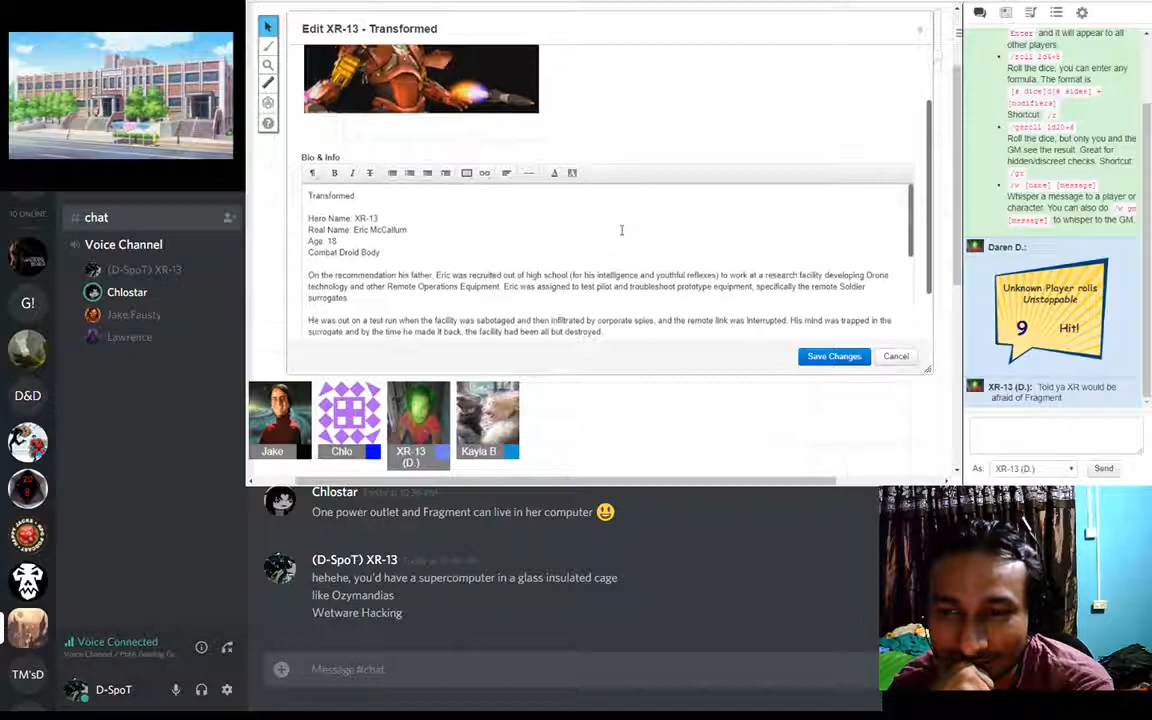 Edit XR-13 - Transformed
Bio & Info
Transformed
Hero Name: XR-13
Real Name: Eric McCallum
Age: 18
Combat Droid Body
On the recommendation his father, Eric was recruited out of high school (for his intelligence and youthful reflexes) to work at a research facility developing Drone
technology and other Remote Operations Equipment. Eric was assigned to test pilot and troubleshoot prototype equipment, specifically the remote Soldier
surrogates
He was out on a test run when the facility was sabotaged and then infiltrated by corporate spies, and the remote link was Interrupted. His mind was trapped in the
surrogate and by the time he made it back, the facility had been all but destroyed.
Save Changes
Cancel
Jake
Chlo
XR-13
(D.)
Kayla B
10 ONLINE
# chat
Voice Channel
(D-SpoT) XR-13
Chlostar
Jake Fausty
Lawrence
G!
D&D
TM'sD
Voice Connected
D-SpoT
Chlostar
One power outlet and Fragment can live in her computer
(D-SpoT) XR-13
hehehe, you'd have a supercomputer in a glass insulated cage
like Ozymandias
Wetware Hacking
Message #chat
Enter and it will appear to all
other players.
/roll 2d6+8
Roll the dice, you can enter any
formula. The format is
[# dice]d[# sides] +
[modifiers]
Shortcut: /r
/gmroll 1d20+6
Roll the dice, but only you and the
GM see the result. Great for
hidden/discreet checks. Shortcut:
/gr
/w [name] [message]
Whisper a message to a player or
character. You can also do /w gm
[message] to whisper to the GM.
Daren D.:
Unknown Player rolls
Unstoppable
9 Hit!
XR-13 (D.): Told ya XR would be
afraid of Fragment
As: XR-13 (D.)
Send